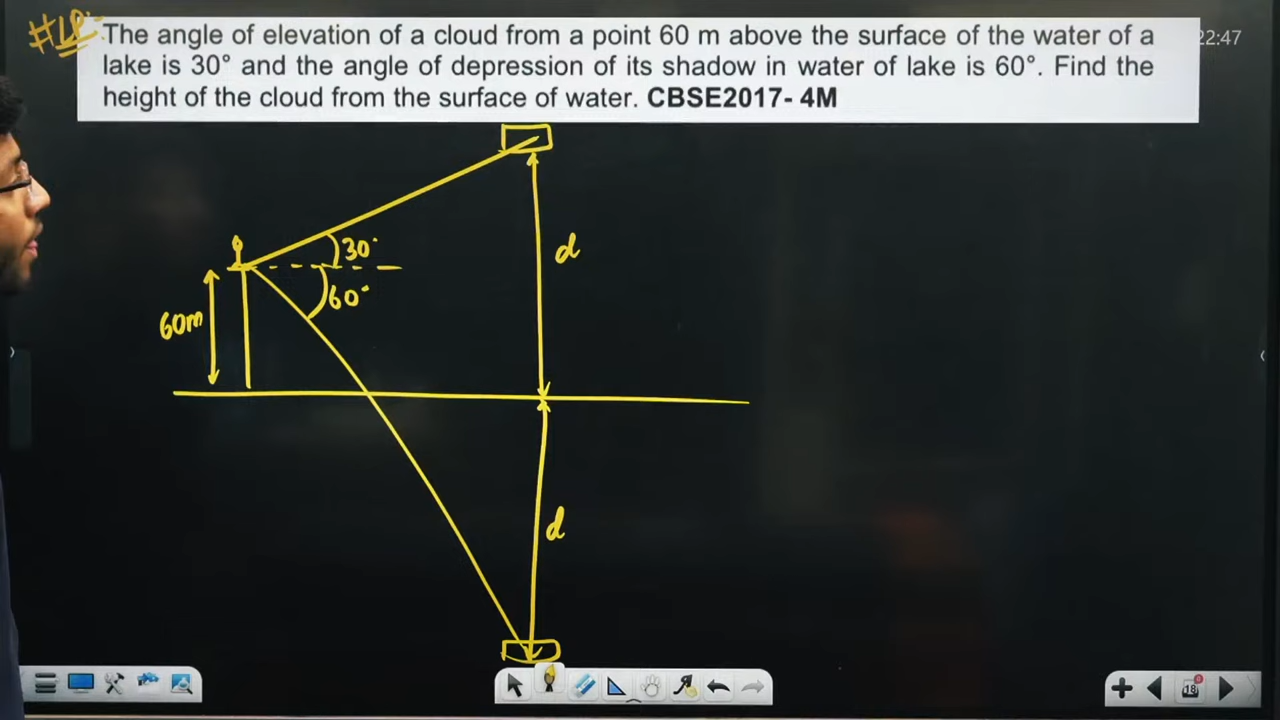 #LP:
The angle of elevation of a cloud from a point 60 m above the surface of the water of a
lake is 30° and the angle of depression of its shadow in water of lake is 60°. Find the
height of the cloud from the surface of water. CBSE2017- 4M
22:47
30°
60°
60m
d
d
18